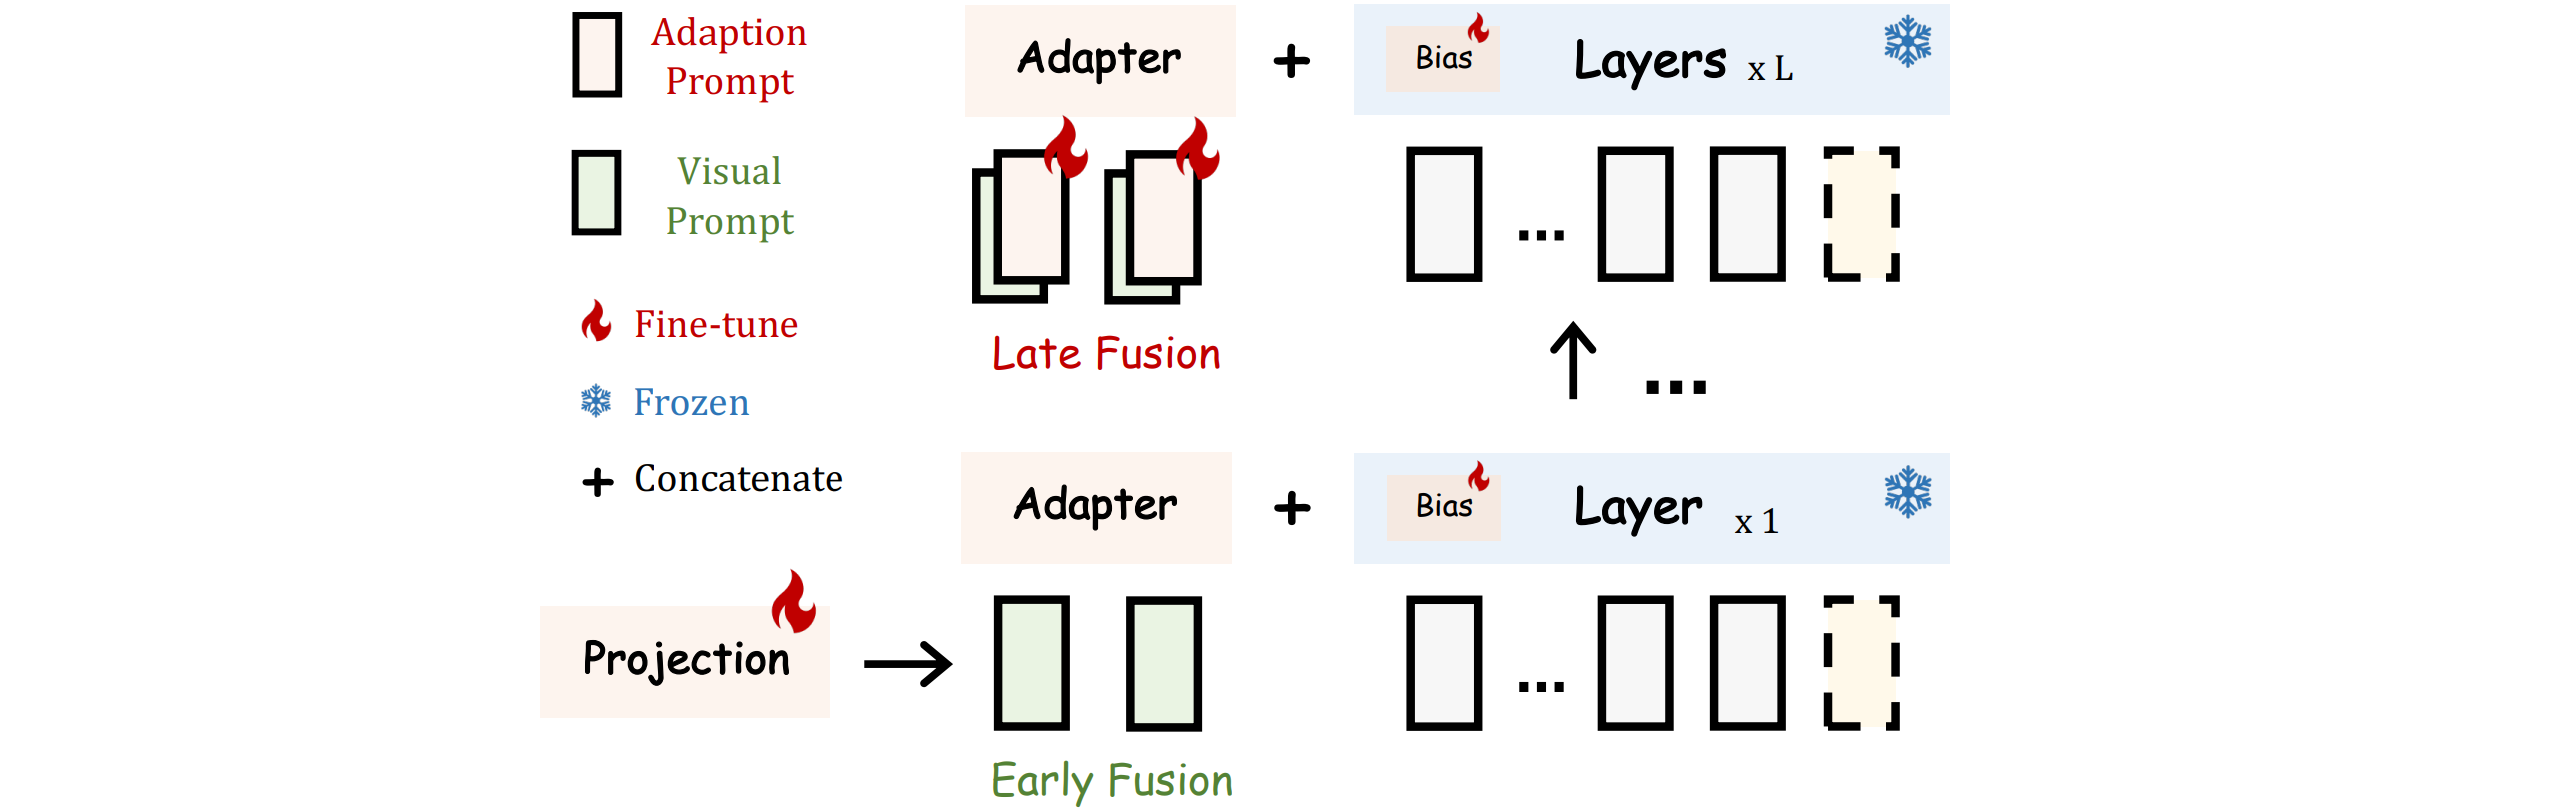 Adaption
Prompt
Visual
Prompt
Fine-tune
Frozen
+ Concatenate
Adapter + Bias Layers x L
...
Late Fusion
...
Adapter + Bias Layer x 1
Projection
...
Early Fusion